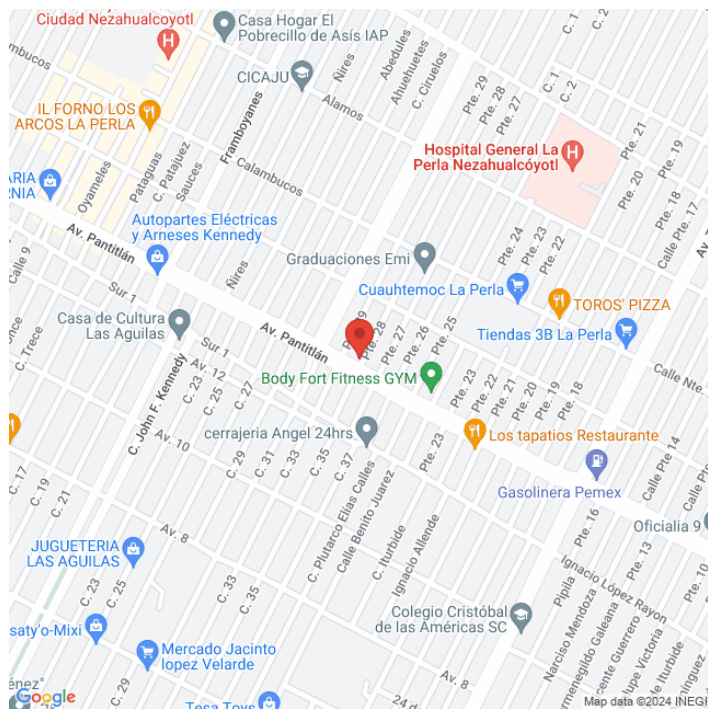 Ciudad Nezahualcoyotl
Casa Hogar El
Pobrecillo de Asís IAP
CICAJU
Ñires
Abedules
Ahuehuetes
C. Ciruelos
Pte. 29
Pte. 28
Pte. 27
C. 1
C. 2
Pte. 21
Pte. 19
Pte. 20
Pte. 18
Calle Pte. 17
IL FORNO LOS
ARCOS LA PERLA
Framboyanes
Alamos
Hospital General La
Perla Nezahualcóyotl
Oyameles
Pataguas
C. Patajuez
Sauces
Calambucos
Autopartes Eléctricas
y Arneses Kennedy
Av. Pantitlán
Calle 9
C. Trece
Sur 1
Ñires
Graduaciones Emi
Pte. 24
Pte. 23
Pte. 22
Cuauhtemoc La Perla
TOROS' PIZZA
Tiendas 3B La Perla
Casa de Cultura
Las Aguilas
Av. Pantitlán
Pte. 28
Pte. 27
Pte. 26
Pte. 25
Body Fort Fitness GYM
Sur 1
Av. 12
C. John F. Kennedy
C. 23
C. 25
C. 27
Pte. 23
Pte. 22
Pte. 21
Pte. 20
Pte. 19
Pte. 18
Calle Nte.
cerrajeria Angel 24hrs
Los tapatios Restaurante
Av. 10
C. 29
C. 31
C. 33
C. 35
C. 37
Pte. 23
Calle Pte 14
Gasolinera Pemex
C. 17
C. 19
C. 21
C. Plutarco Elías Calles
Calle Benito Juarez
C. Iturbide
Ignacio Allende
Pte. 16
Oficialia 9
Av. 8
JUGUETERIA
LAS AGUILAS
C. 23
C. 25
C. 33
C. 35
Pipila
Pte. 13
Pte. 10
Ignacio López Rayon
Colegio Cristóbal
de las Américas SC
Narciso Mendoza
Mercado Jacinto
lopez Velarde
C. 29
Av. 8
Tesa Toys
Google
Map data ©2024 INEGI